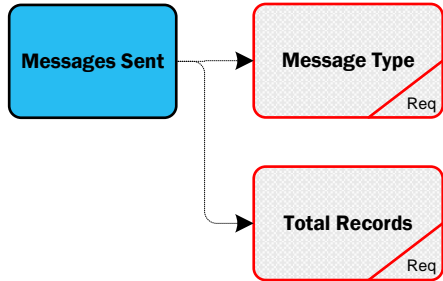 Messages Sent
Message Type
Req
Total Records
Req